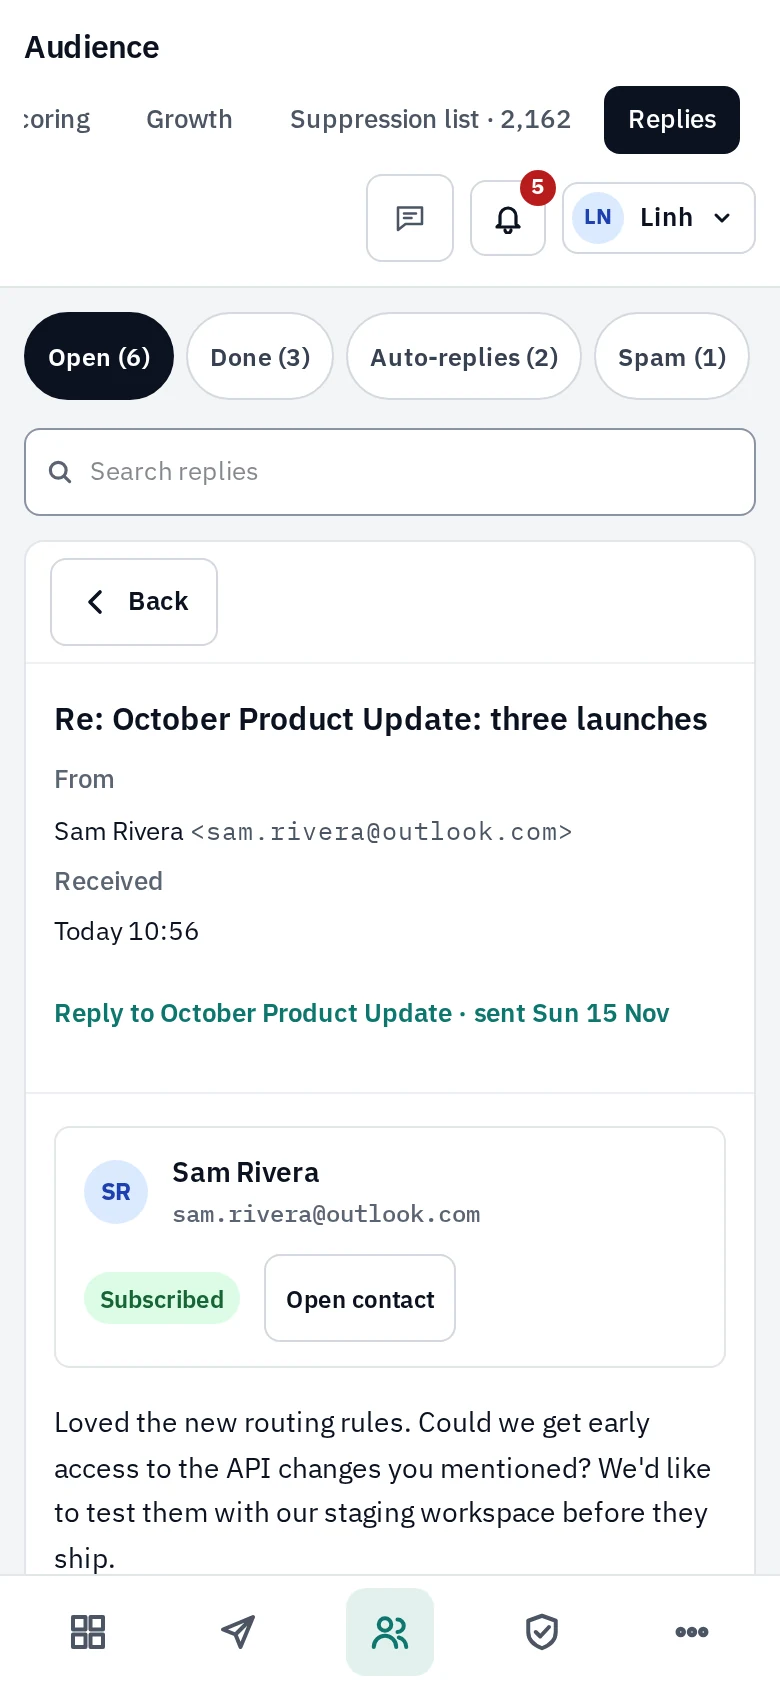 Audience
coring Growth Suppression list · 2,162 Replies
5
LN Linh
Open (6) Done (3) Auto-replies (2) Spam (1)
Search replies
Back
Re: October Product Update: three launches
From
Sam Rivera <sam.rivera@outlook.com>
Received
Today 10:56
Reply to October Product Update · sent Sun 15 Nov
SR Sam Rivera
sam.rivera@outlook.com
Subscribed Open contact
Loved the new routing rules. Could we get early
access to the API changes you mentioned? We'd like
to test them with our staging workspace before they
ship.